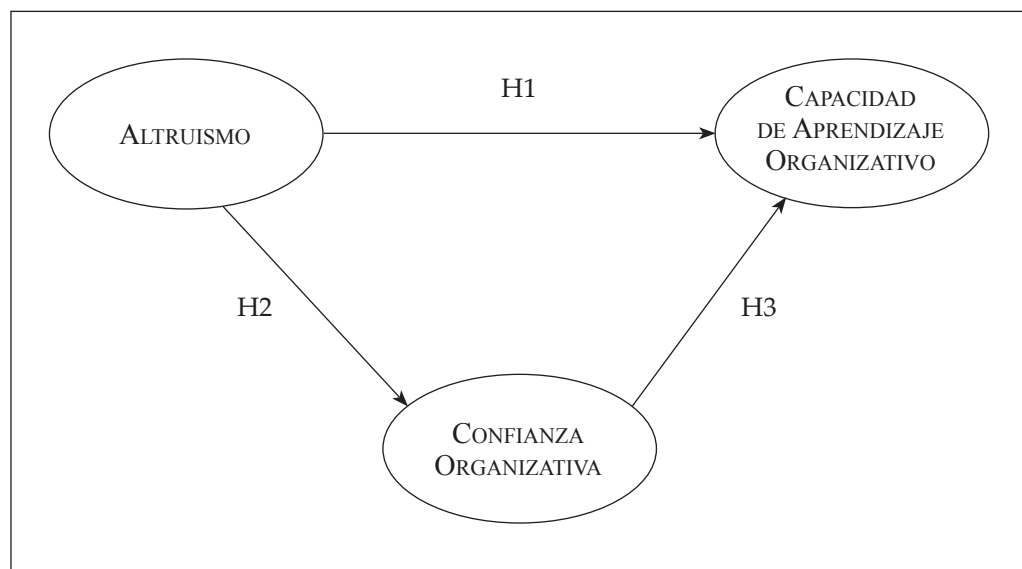 H1
ALTRUISMO
CAPACIDAD
DE APRENDIZAJE
ORGANIZATIVO
H2
H3
CONFIANZA
ORGANIZATIVA